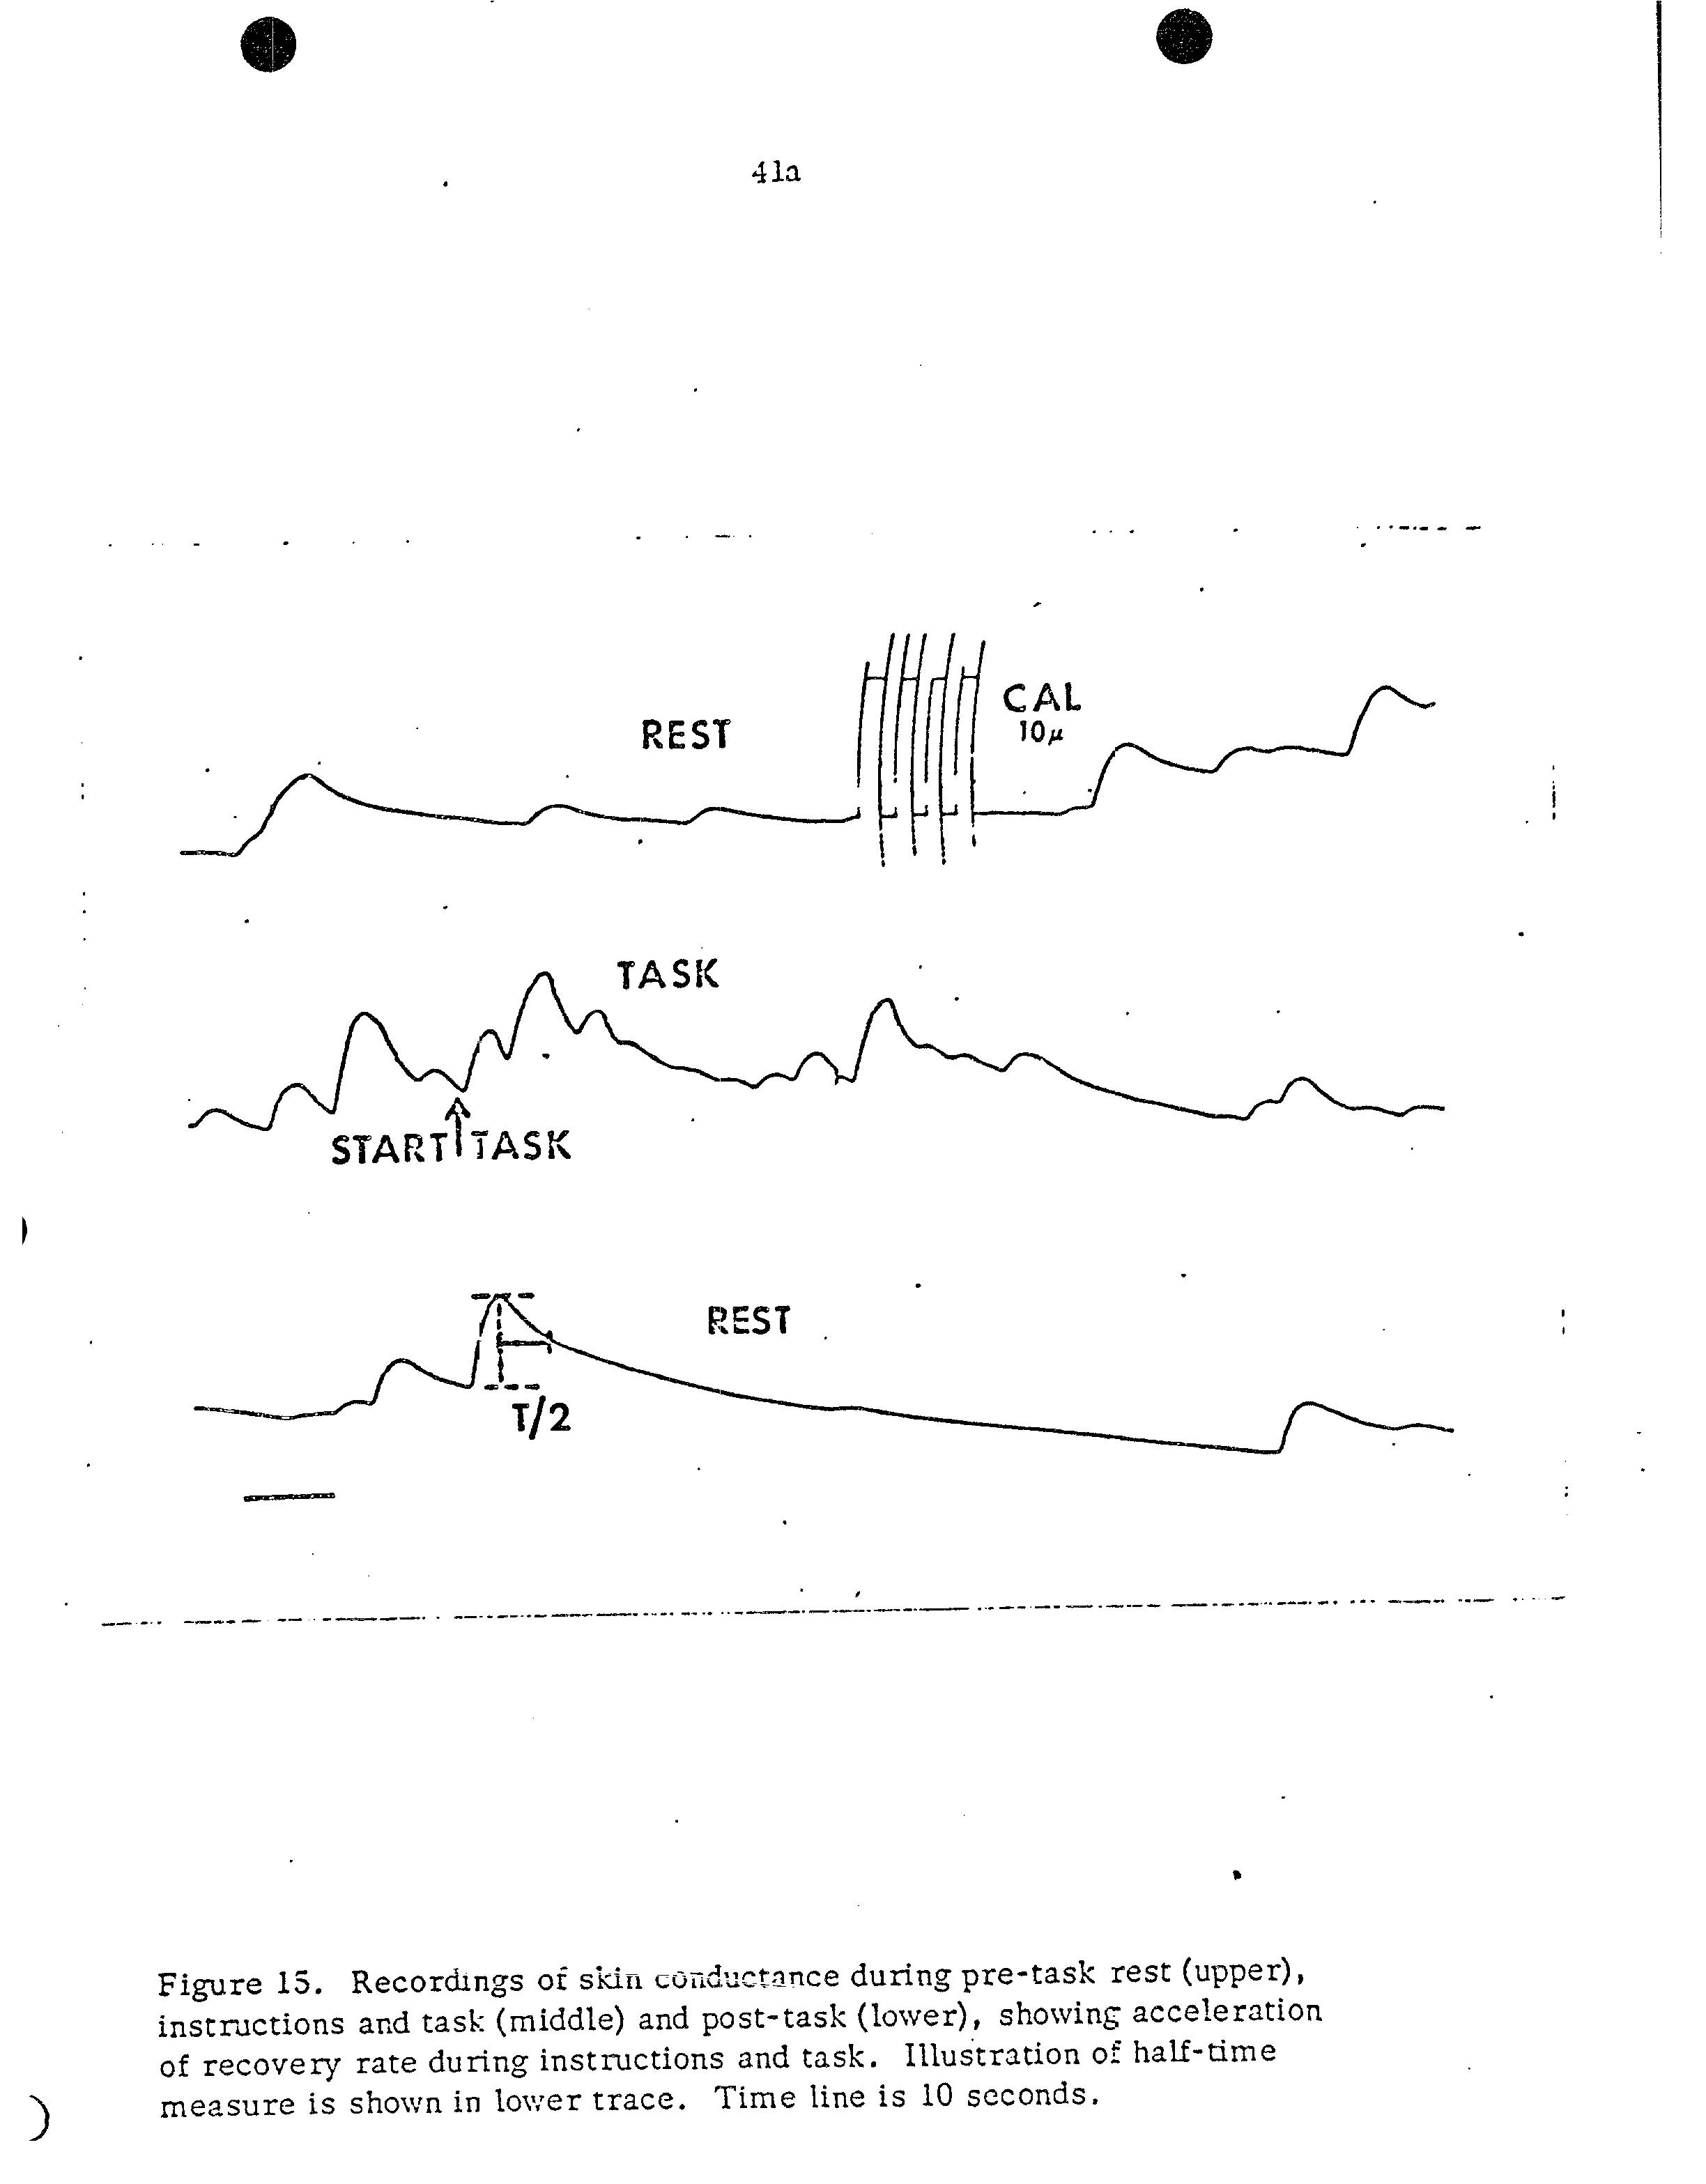 41a
REST
CAL
10μ
TASK
START TASK
REST
T/2
Figure 15. Recordings of skin conductance during pre-task rest (upper),
instructions and task (middle) and post-task (lower), showing acceleration
of recovery rate during instructions and task. Illustration of half-time
measure is shown in lower trace. Time line is 10 seconds.